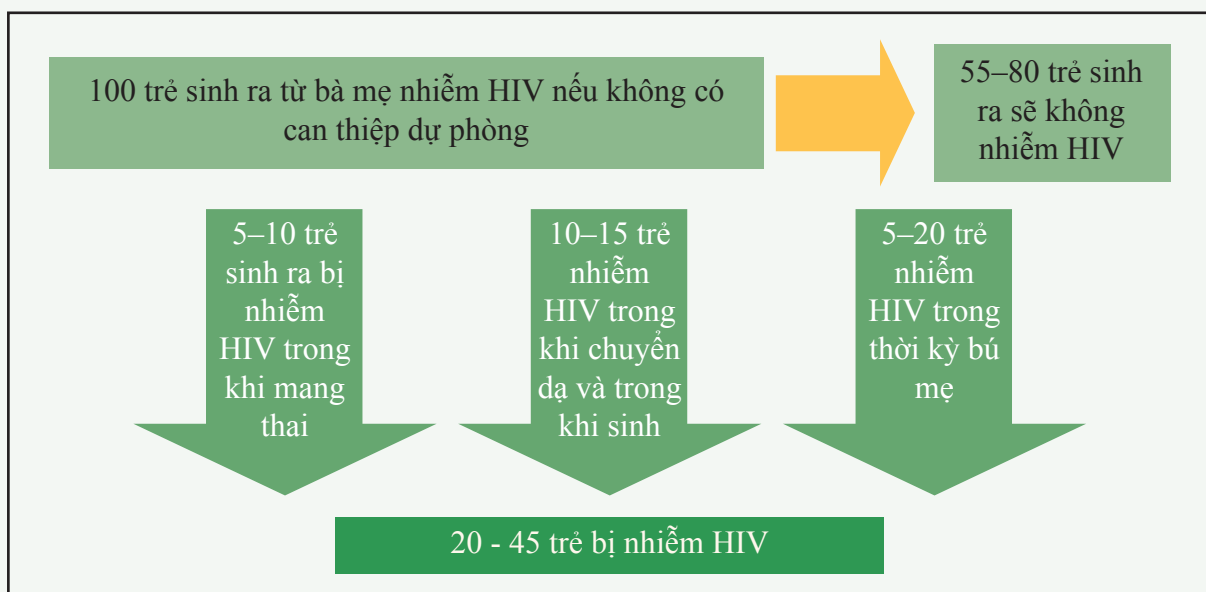 100 trẻ sinh ra từ bà mẹ nhiễm HIV nếu không có
can thiệp dự phòng
55–80 trẻ sinh
ra sẽ không
nhiễm HIV
5–10 trẻ
sinh ra bị
nhiễm
HIV trong
khi mang
thai
10–15 trẻ
nhiễm
HIV trong
khi chuyển
dạ và trong
khi sinh
5–20 trẻ
nhiễm
HIV trong
thời kỳ bú
mẹ
20 - 45 trẻ bị nhiễm HIV